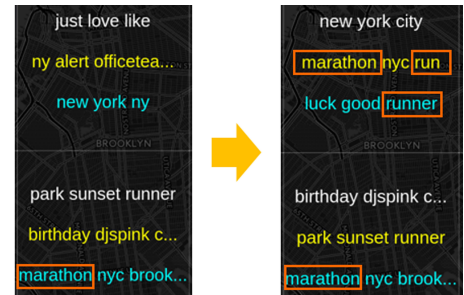 just love like
ny alert officetea...
new york ny
BROOKLYN
park sunset runner
birthday djspink c...
marathon nyc brook...
new york city
marathon nyc run
luck good runner
BROOKLYN
birthday djspink c...
park sunset runner
marathon nyc brook...